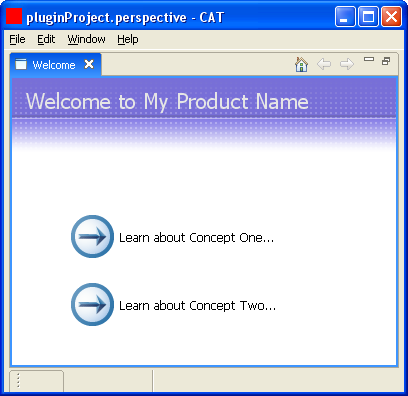 pluginProject.perspective - CAT
File Edit Window Help
Welcome
Welcome to My Product Name
Learn about Concept One...
Learn about Concept Two...